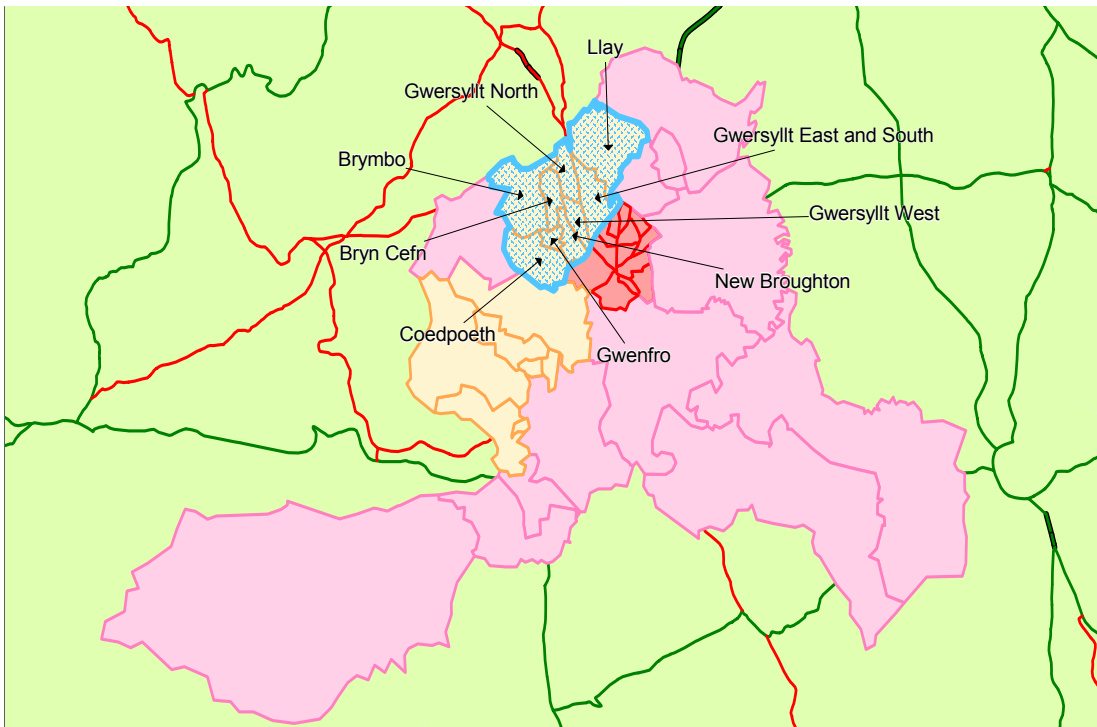 Llay
Gwersyllt North
Gwersyllt East and South
Brymbo
Gwersyllt West
Bryn Cefn
New Broughton
Coedpoeth
Gwenfro